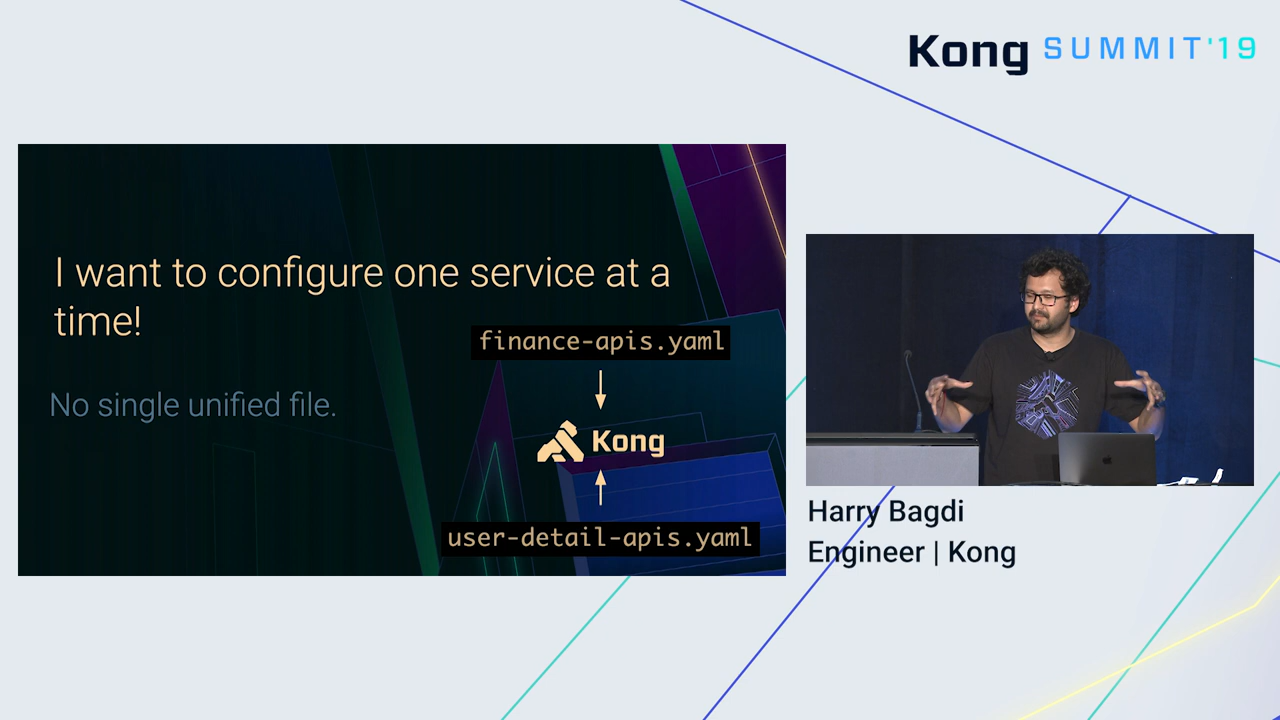 Kong SUMMIT'19
I want to configure one service at a
time!
No single unified file.
finance-apis.yaml
Kong
user-detail-apis.yaml
Harry Bagdi
Engineer | Kong